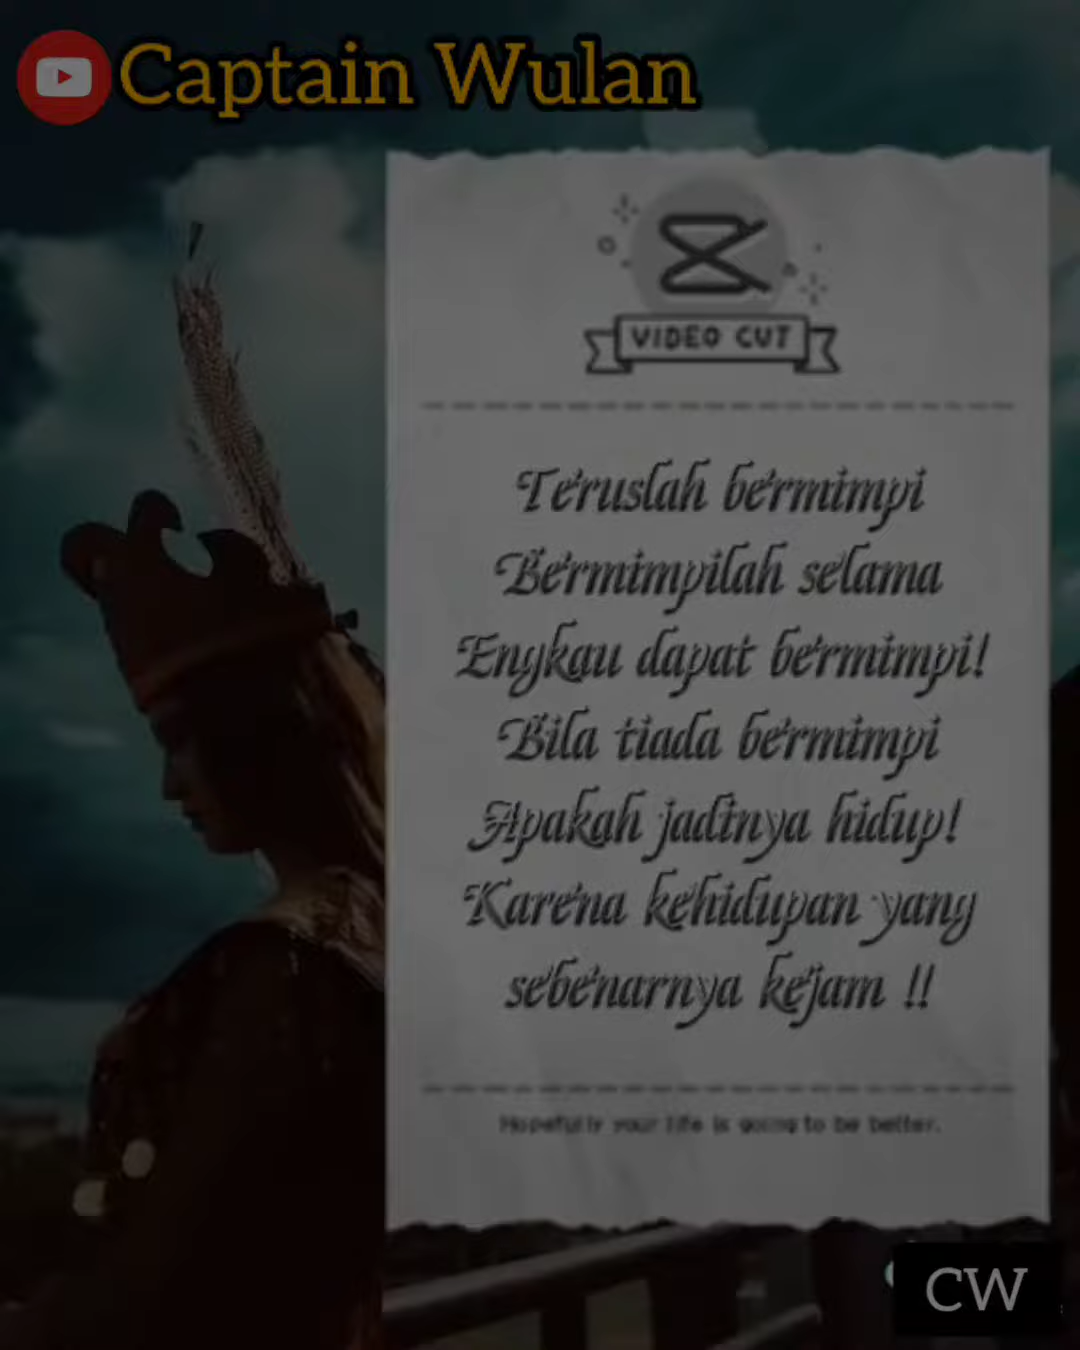 Captain Wulan
VIDEO CUT
Teruslah bermimpi
Bermimpilah selama
Engkau dapat bermimpi!
Bila tiada bermimpi
Apakah jadinya hidup!
Karena kehidupan yang
sebenarnya kejam !!
Hopefully your life is going to be better.
CW